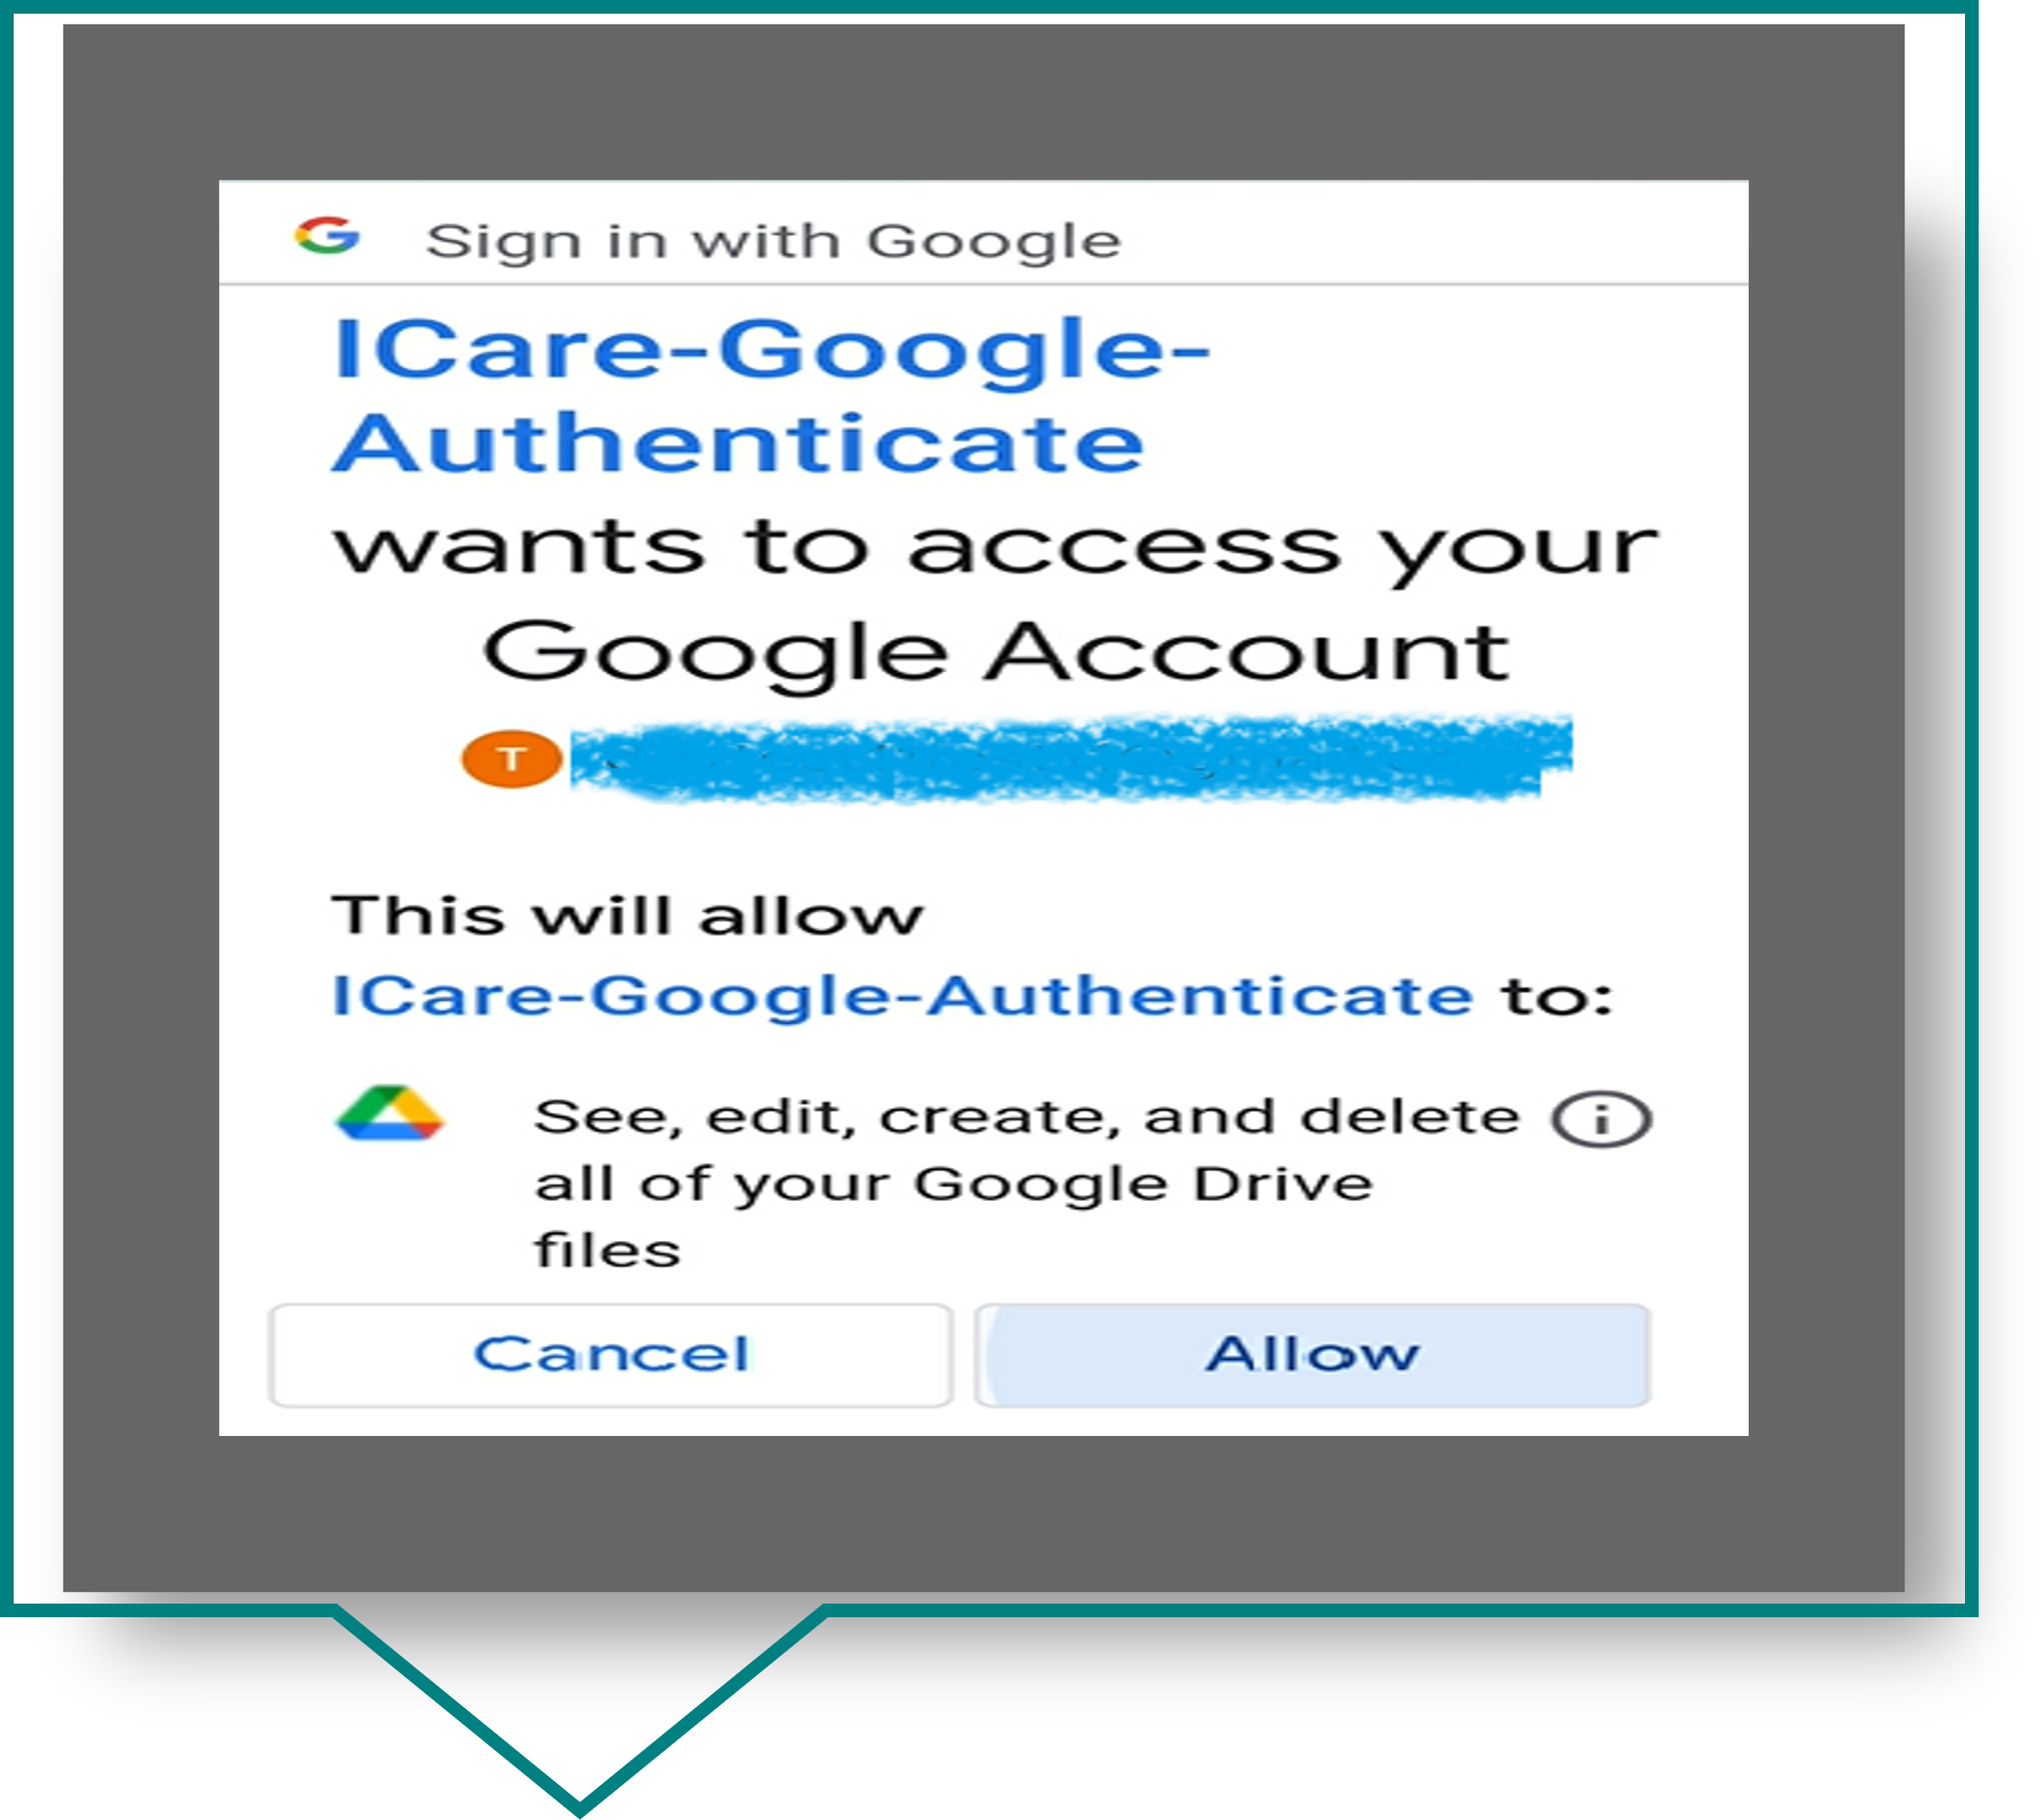 Sign in with Google
ICare-Google-
Authenticate
wants to access your
Google Account
T
This will allow
ICare-Google-Authenticate to:
See, edit, create, and delete
all of your Google Drive
files
Cancel
Allow